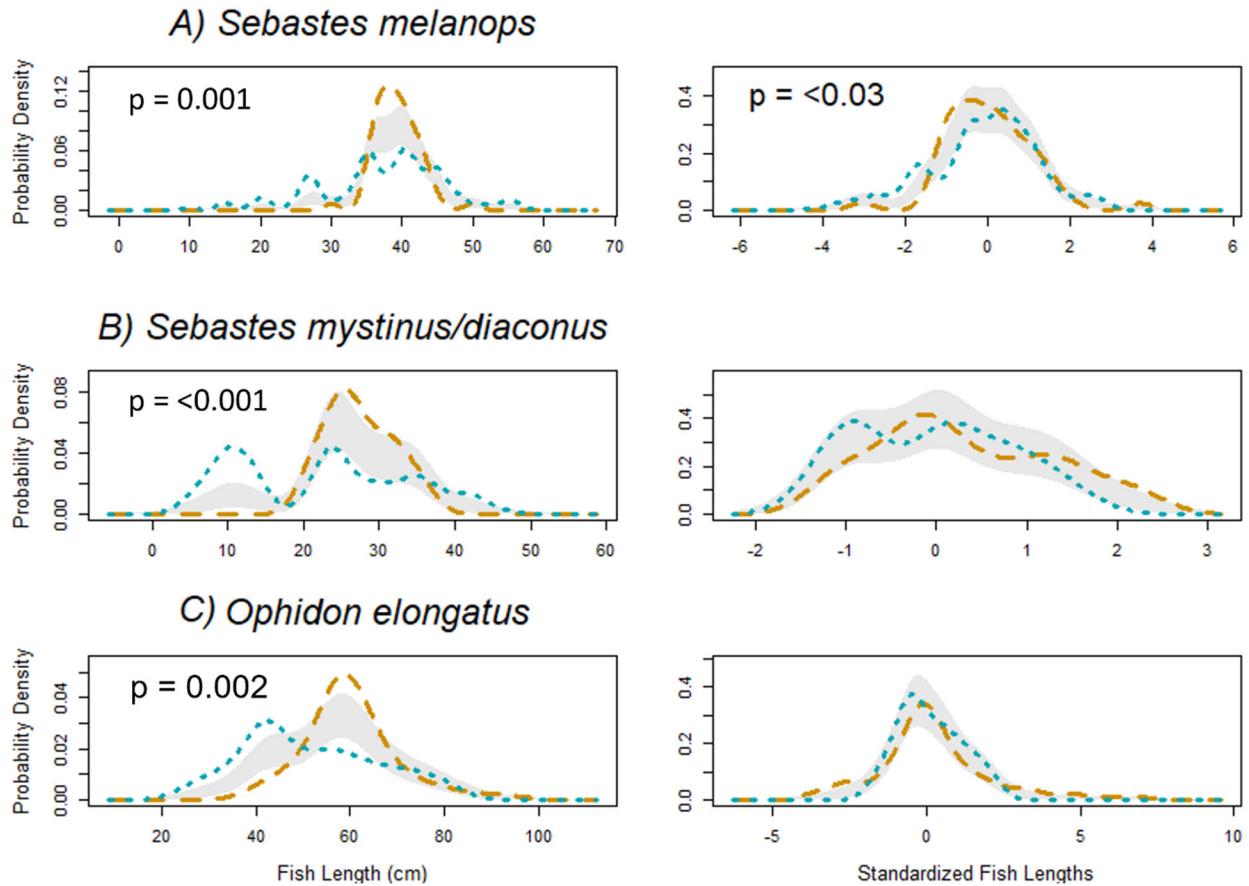 A) Sebastes melanops
Probability Density
0.00 0.06 0.12
p = 0.001
0 10 20 30 40 50 60 70
0.0 0.2 0.4
p = <0.03
-6 -4 -2 0 2 4 6
B) Sebastes mystinus/diaconus
Probability Density
0.00 0.04 0.08
p = <0.001
0 10 20 30 40 50 60
0.0 0.2 0.4
-2 -1 0 1 2 3
C) Ophidon elongatus
Probability Density
0.00 0.02 0.04
p = 0.002
20 40 60 80 100
Fish Length (cm)
0.0 0.2 0.4
-5 0 5 10
Standardized Fish Lengths